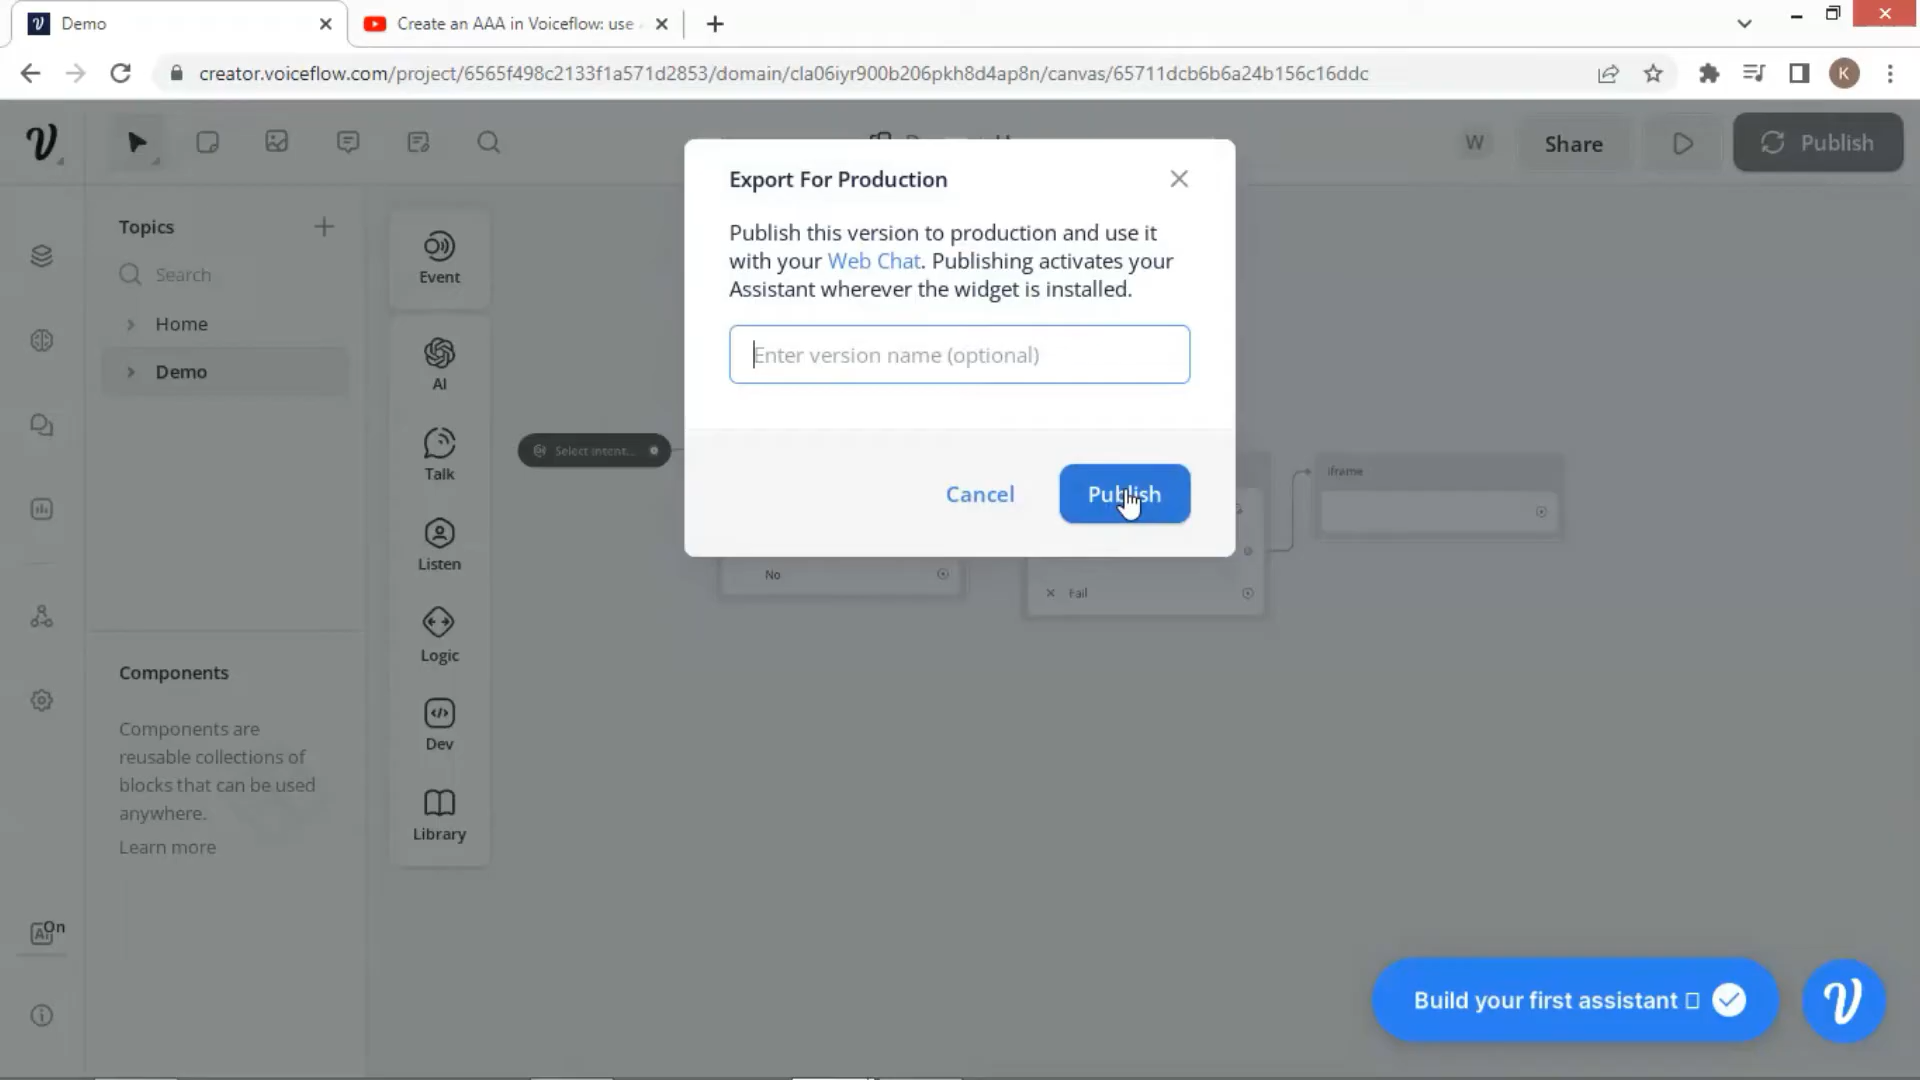 Demo
Create an AAA in Voiceflow: use
creator.voiceflow.com/project/6565f498c2133f1a571d2853/domain/cla06iyr900b206pkh8d4ap8n/canvas/65711dcb6b6a24b156c16ddc
K
W
Share
Publish
Topics
Search
Home
Demo
Components
Components are
reusable collections of
blocks that can be used
anywhere.
Learn more
On
Event
AI
Talk
Listen
Logic
Dev
Library
Select intent...
No
Fail
iframe
Export For Production
Publish this version to production and use it
with your Web Chat. Publishing activates your
Assistant wherever the widget is installed.
Enter version name (optional)
Cancel
Publish
Build your first assistant